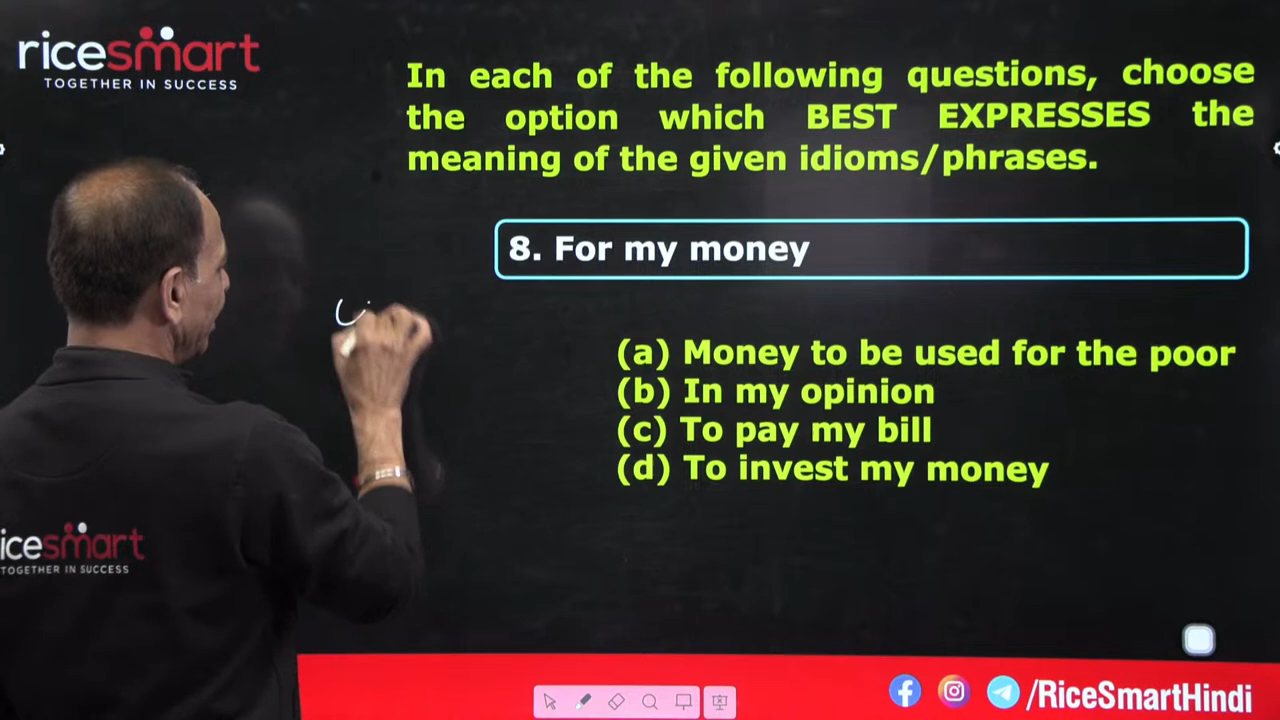 ricesmart
TOGETHER IN SUCCESS
In each of the following questions, choose
the option which BEST EXPRESSES the
meaning of the given idioms/phrases.
8. For my money
(a) Money to be used for the poor
(b) In my opinion
(c) To pay my bill
(d) To invest my money
icesmart
TOGETHER IN SUCCESS
/RiceSmartHindi